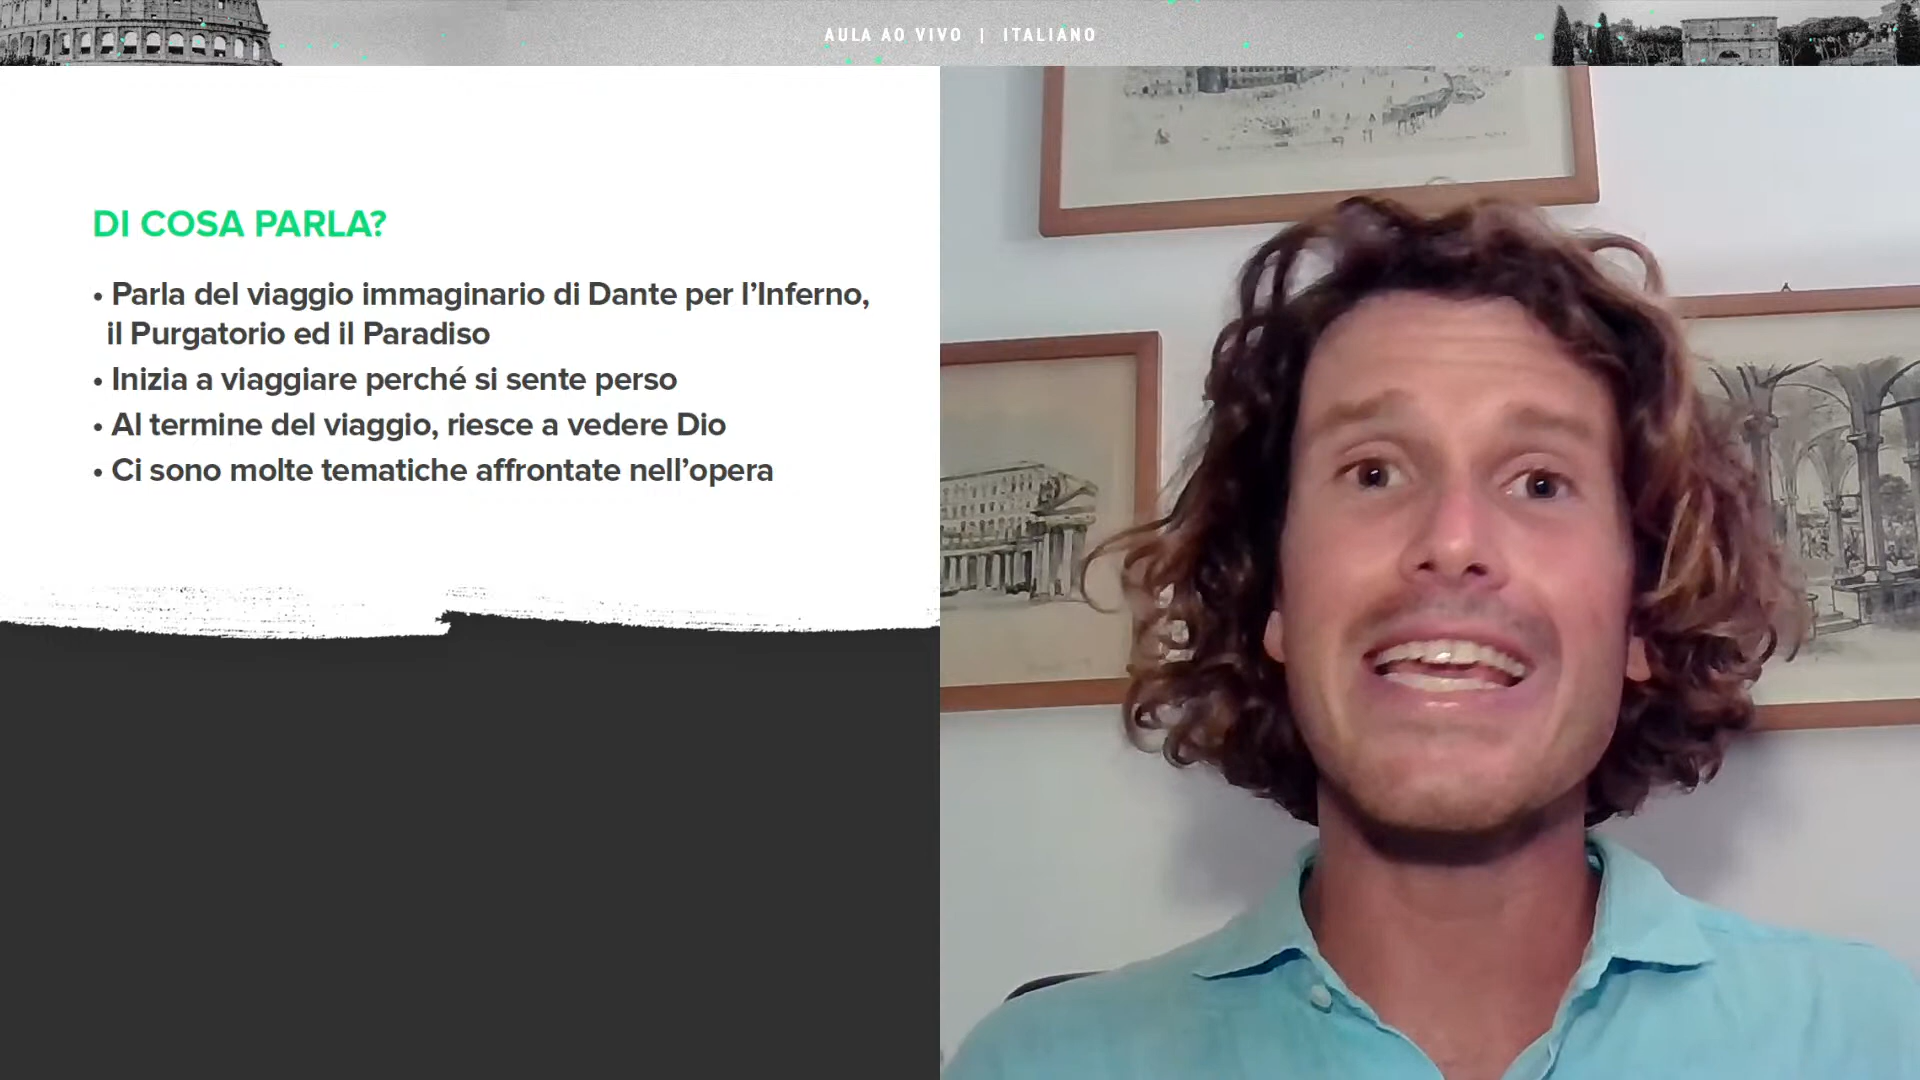 AULA AO VIVO | ITALIANO
DI COSA PARLA?
• Parla del viaggio immaginario di Dante per l’Inferno,
il Purgatorio ed il Paradiso
• Inizia a viaggiare perché si sente perso
• Al termine del viaggio, riesce a vedere Dio
• Ci sono molte tematiche affrontate nell’opera